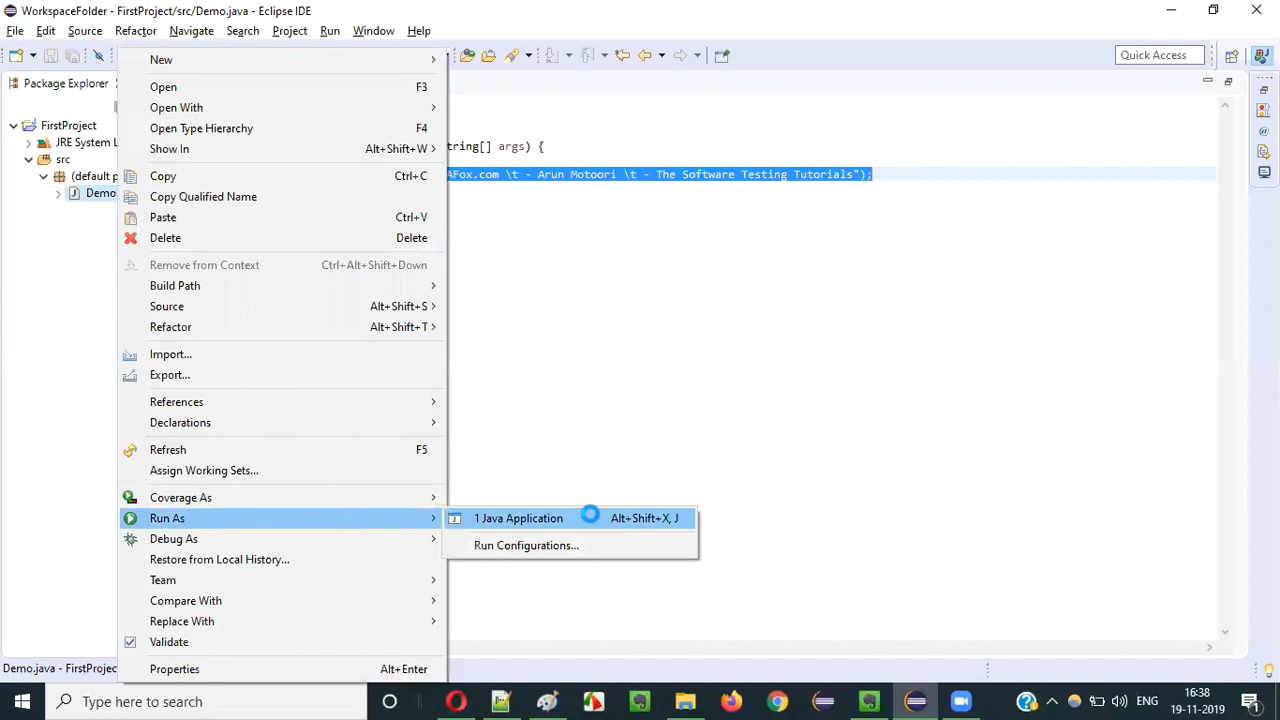 WorkspaceFolder - FirstProject/src/Demo.java - Eclipse IDE
File Edit Source Refactor Navigate Search Project Run Window Help
Quick Access
Package Explorer
FirstProject
JRE System L
src
(default p
Demo.
tring[] args) {
AFox.com \t - Arun Motoori \t - The Software Testing Tutorials");
New
Open F3
Open With
Open Type Hierarchy F4
Show In Alt+Shift+W
Copy Ctrl+C
Copy Qualified Name
Paste Ctrl+V
Delete Delete
Remove from Context Ctrl+Alt+Shift+Down
Build Path
Source Alt+Shift+S
Refactor Alt+Shift+T
Import...
Export...
References
Declarations
Refresh F5
Assign Working Sets...
Coverage As
Run As
1 Java Application Alt+Shift+X, J
Run Configurations...
Debug As
Restore from Local History...
Team
Compare With
Replace With
Validate
Properties Alt+Enter
Demo.java - FirstProjec
Type here to search
ENG
16:38
19-11-2019
1